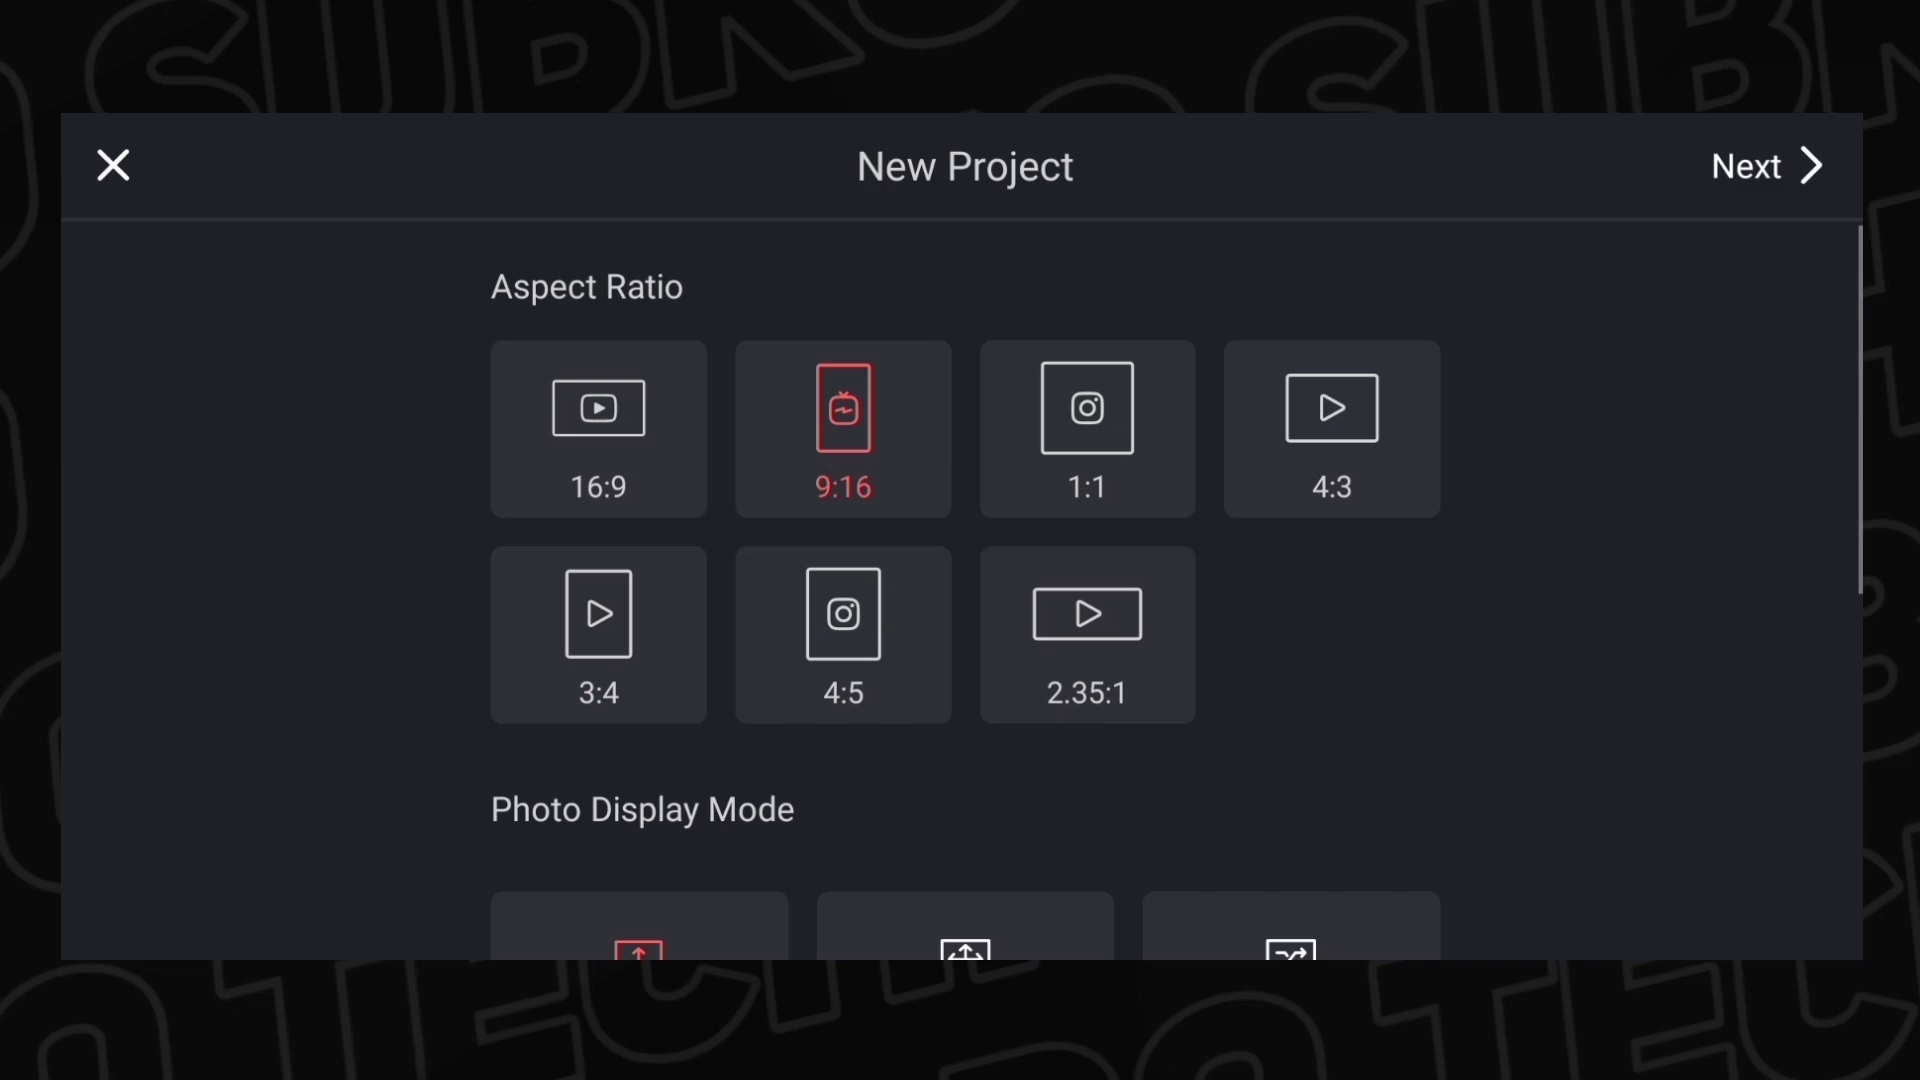 New Project
Next
Aspect Ratio
16:9
9:16
1:1
4:3
3:4
4:5
2.35:1
Photo Display Mode